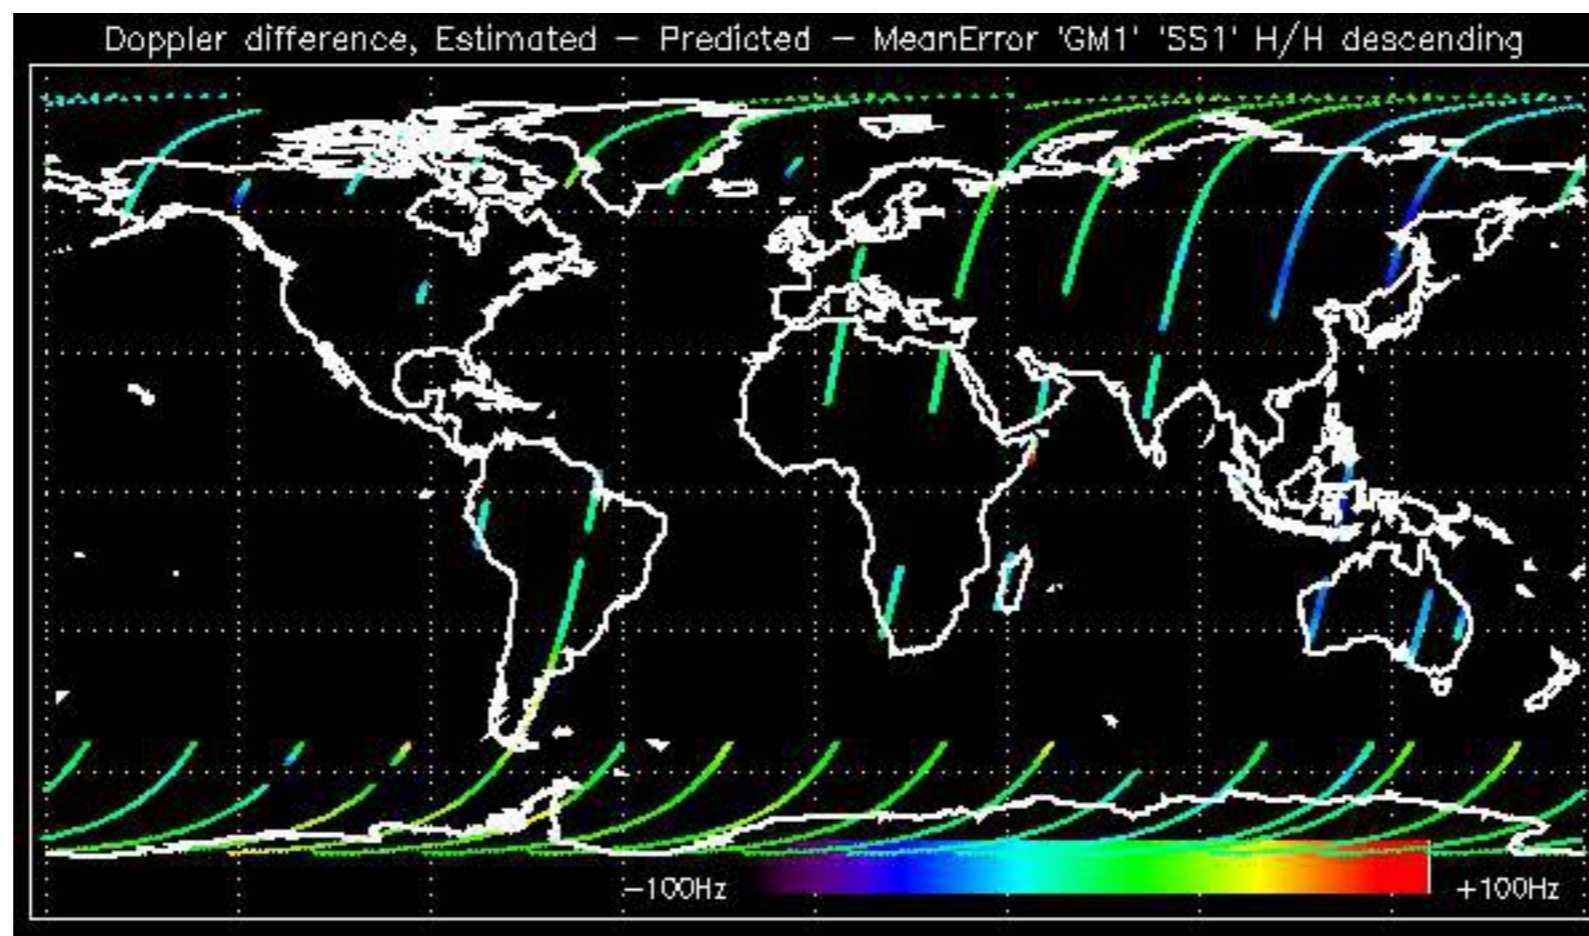 Doppler difference, Estimated – Predicted – MeanError 'GM1' 'SS1' H/H descending
–100Hz
+100Hz